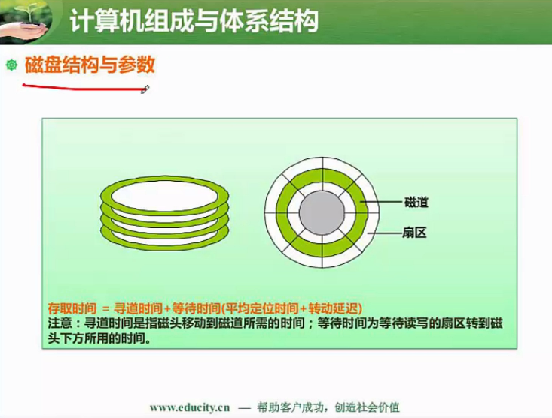 计算机组成与体系结构
磁盘结构与参数
磁道
扇区
存取时间 = 寻道时间+等待时间(平均定位时间+转动延迟)
注意：寻道时间是指磁头移动到磁道所需的时间；等待时间为等待读写的扇区转到磁
头下方所用的时间。
www.educity.cn — 帮助客户成功，创造社会价值